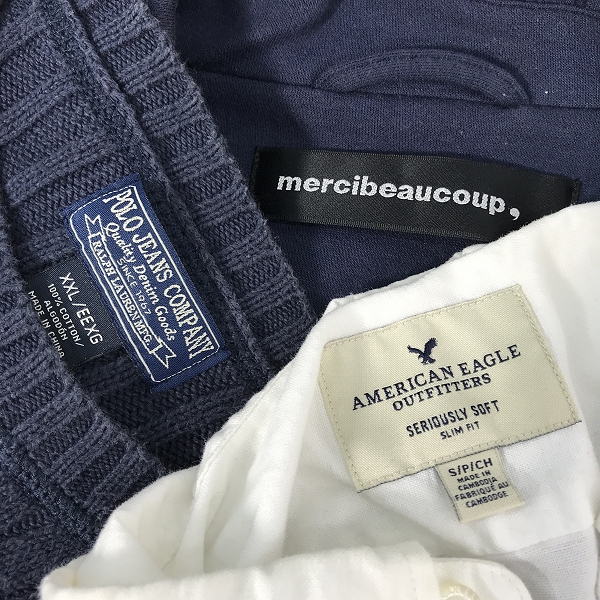 POLO JEANS COMPANY
Quality Denim Goods
SINCE 1967
RALPH LAUREN MFG.
XXL/EEXG
100% COTTON/
ALGODÓN
MADE IN CHINA
mercibeaucoup,
AMERICAN EAGLE
OUTFITTERS
SERIOUSLY SOFT
SLIM FIT
S/P/CH
MADE IN
CAMBODIA
FABRIQUÉ AU
CAMBODGE